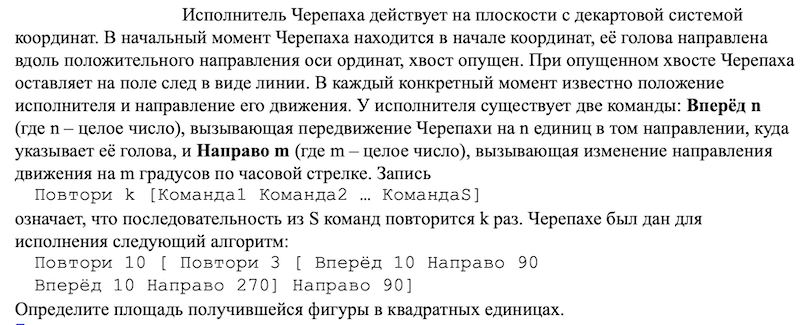 Исполнитель Черепаха действует на плоскости с декартовой системой
координат. В начальный момент Черепаха находится в начале координат, её голова направлена
вдоль положительного направления оси ординат, хвост опущен. При опущенном хвосте Черепаха
оставляет на поле след в виде линии. В каждый конкретный момент известно положение
исполнителя и направление его движения. У исполнителя существует две команды: Вперёд n
(где n – целое число), вызывающая передвижение Черепахи на n единиц в том направлении, куда
указывает её голова, и Направо m (где m – целое число), вызывающая изменение направления
движения на m градусов по часовой стрелке. Запись
Повтори k [Команда1 Команда2 … КомандаS]
означает, что последовательность из S команд повторится k раз. Черепахе был дан для
исполнения следующий алгоритм:
Повтори 10 [ Повтори 3 [ Вперёд 10 Направо 90
Вперёд 10 Направо 270] Направо 90]
Определите площадь получившейся фигуры в квадратных единицах.